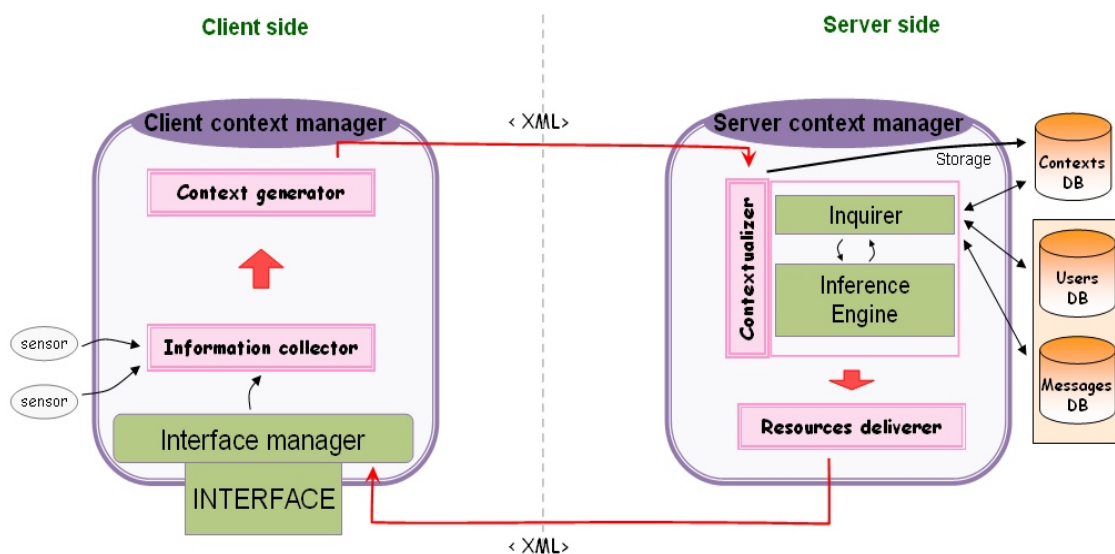 Client side
Server side
Client context manager
< XML>
Server context manager
Storage
Contexts
DB
Context generator
Contextualizer
Inquirer
Inference
Engine
Users
DB
sensor
Information collector
sensor
Messages
DB
Interface manager
Resources deliverer
INTERFACE
< XML>